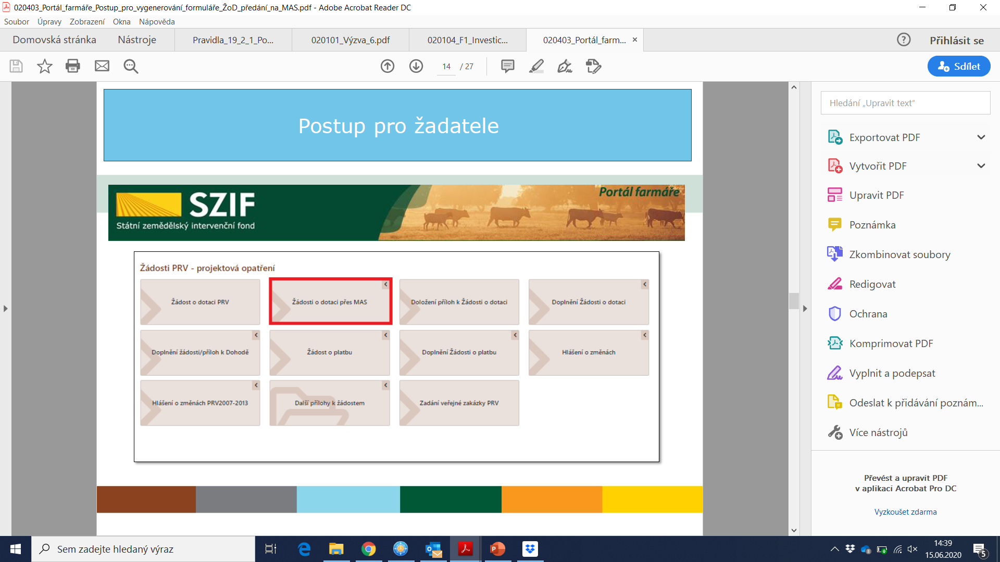 020403_Portál_farmáře_Postup_pro_vygenerování_formuláře_ŽoD_předání_na_MAS.pdf - Adobe Acrobat Reader DC
Soubor Úpravy Zobrazení Okna Nápověda
Domovská stránka Nástroje Pravidla_19_2_1_Po... 020101_Výzva_6.pdf 020104_F1_Investic... 020403_Portál_farm... × ? Přihlásit se
14 / 27 Sdílet
Postup pro žadatele
Portál farmáře
SZIF
Státní zemědělský intervenční fond
Žádosti PRV - projektová opatření
Žádost o dotaci PRV
Žádosti o dotaci přes MAS
Doložení příloh k Žádosti o dotaci
Doplnění Žádosti o dotaci
Doplnění žádosti/příloh k Dohodě
Žádost o platbu
Doplnění Žádosti o platbu
Hlášení o změnách
Hlášení o změnách PRV2007-2013
Další přílohy k žádostem
Zadání veřejné zakázky PRV
Hledání „Upravit text“
Exportovat PDF
Vytvořit PDF
Upravit PDF
Poznámka
Zkombinovat soubory
Redigovat
Ochrana
Komprimovat PDF
Vyplnit a podepsat
Odeslat k přidávání poznám...
Více nástrojů
Převést a upravit PDF
v aplikaci Acrobat Pro DC
Vyzkoušet zdarma
Sem zadejte hledaný výraz
14:39
15.06.2020
5